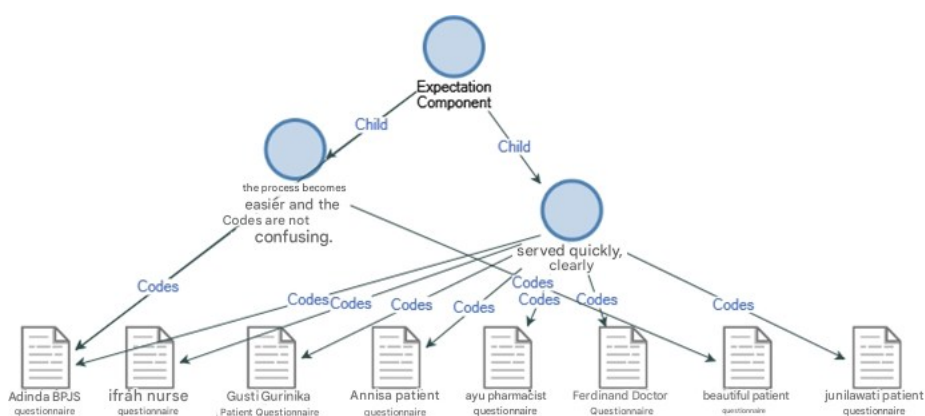 Expectation
Component
Child
Child
the process becomes
easiér and the
Codes are not
confusing.
served quickly,
clearly
Codes
Codes
Codes
Codes
Codes
Codes
Codes
Codes
Codes
Adinda BPJS
questionnaire
ifráh nurse
questionnaire
Gusti Gurinika
. Patient Questionnaire
Annisa patient
questionnaire
ayu pharmacist
questionnaire
Ferdinand Doctor
Questionnaire
beautiful patient
questionnaire
junilawati patient
questionnaire